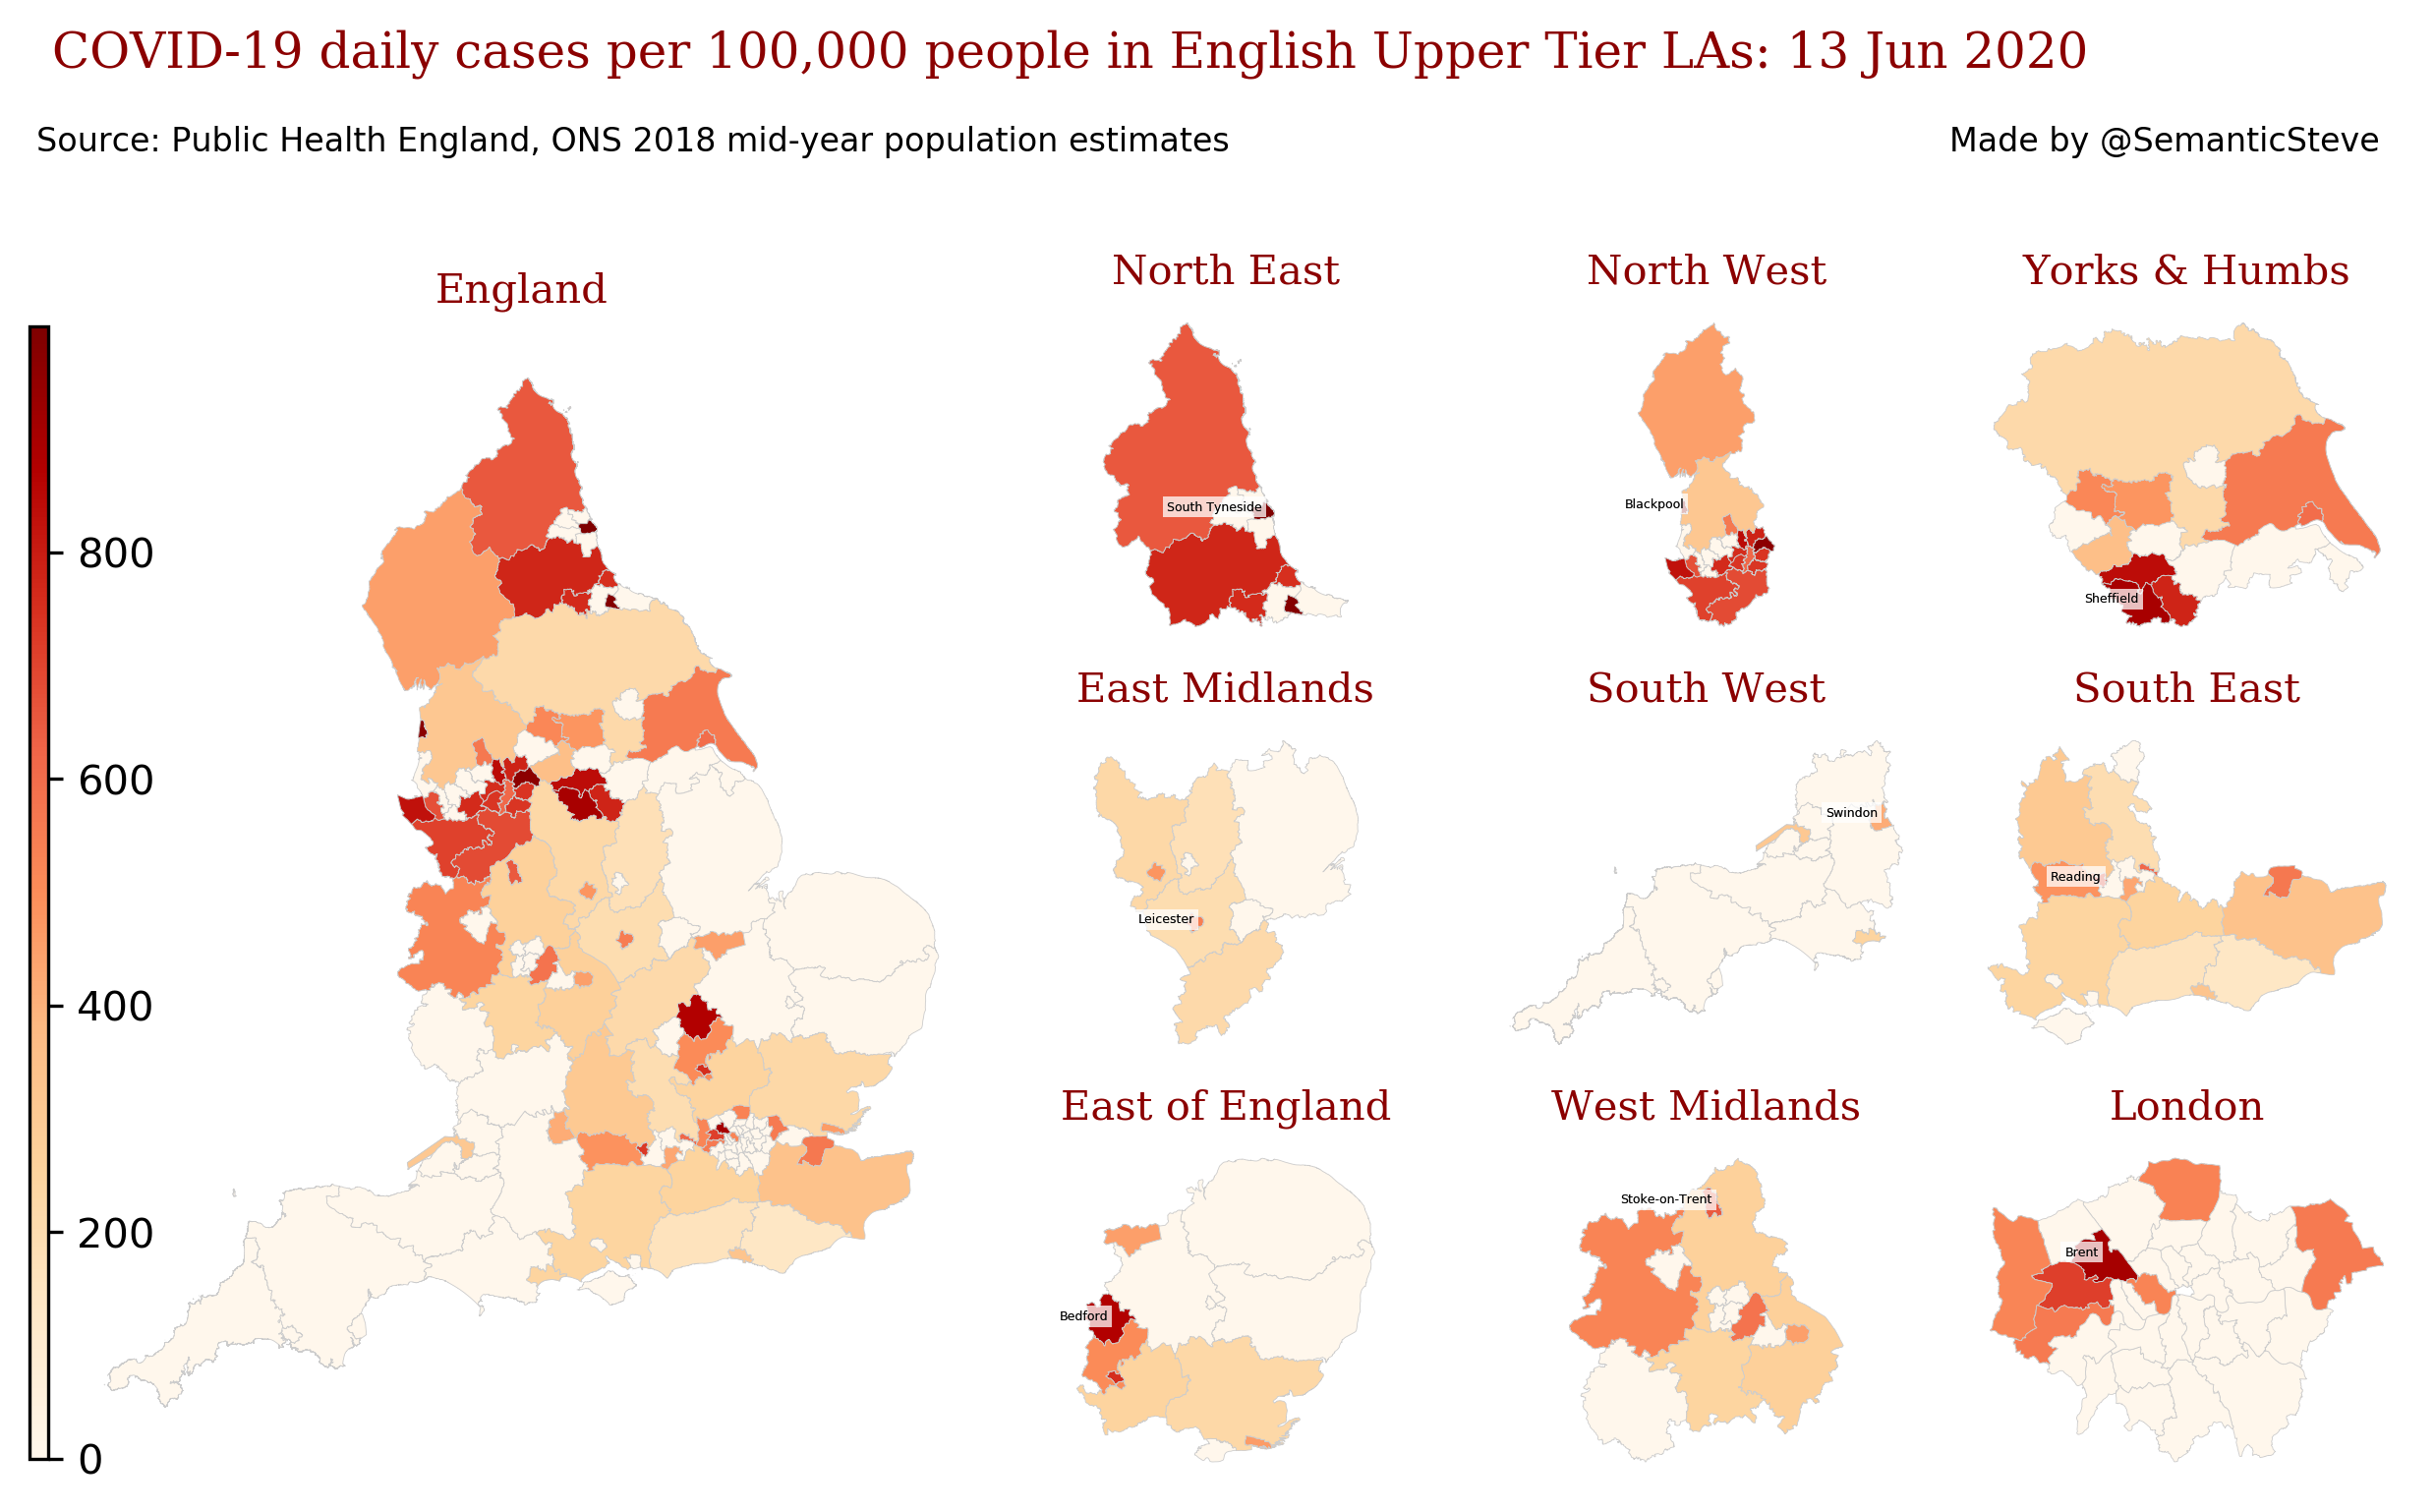 COVID-19 daily cases per 100,000 people in English Upper Tier LAs: 13 Jun 2020
Source: Public Health England, ONS 2018 mid-year population estimates
Made by @SemanticSteve
England
North East
North West
Yorks & Humbs
800
600
400
200
0
South Tyneside
Blackpool
Sheffield
East Midlands
South West
South East
Leicester
Swindon
Reading
East of England
West Midlands
London
Bedford
Stoke-on-Trent
Brent